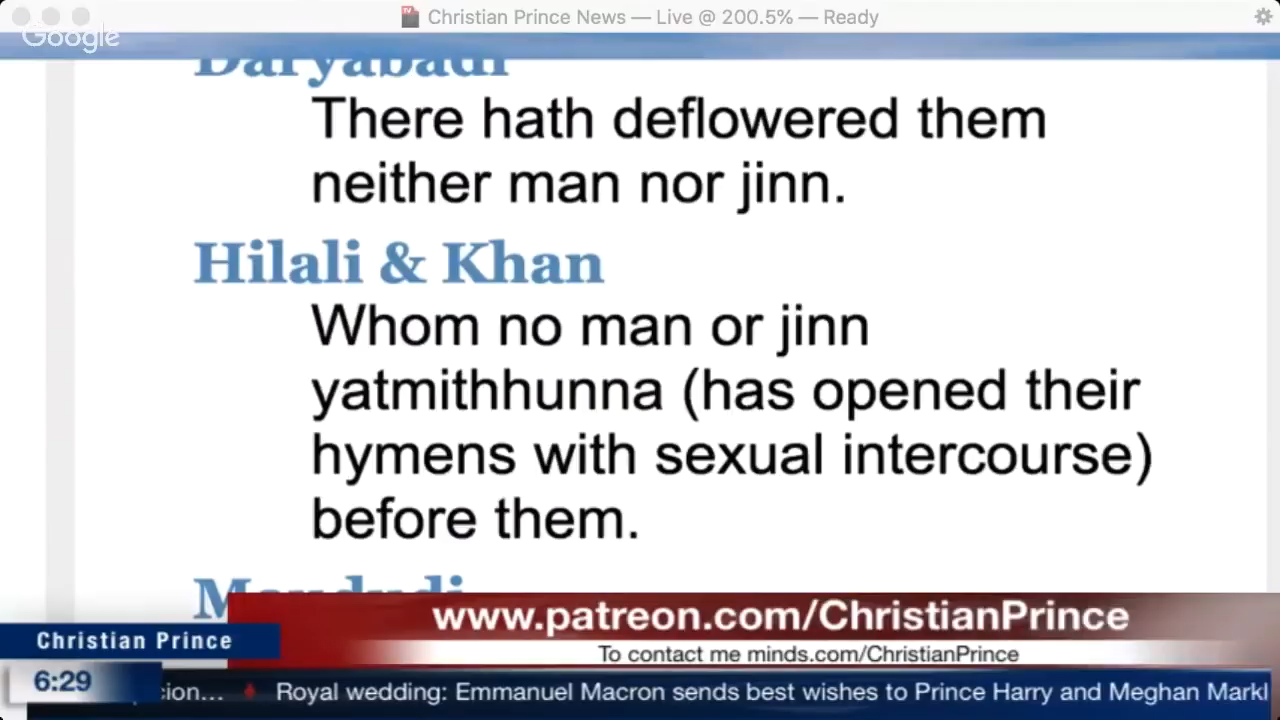 Christian Prince News — Live @ 200.5% — Ready
Google
Daryabadi
There hath deflowered them
neither man nor jinn.
Hilali & Khan
Whom no man or jinn
yatmithhunna (has opened their
hymens with sexual intercourse)
before them.
Maududi
www.patreon.com/ChristianPrince
Christian Prince
To contact me minds.com/ChristianPrince
6:29
cion... Royal wedding: Emmanuel Macron sends best wishes to Prince Harry and Meghan Markl